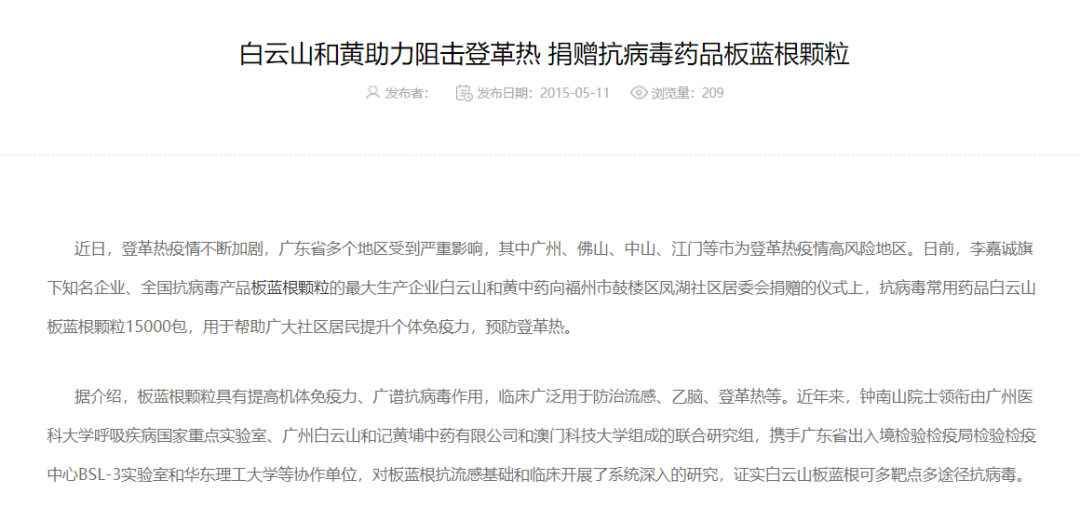 白云山和黄助力阻击登革热 捐赠抗病毒药品板蓝根颗粒
发布者： 发布日期：2015-05-11 浏览量：209
近日，登革热疫情不断加剧，广东省多个地区受到严重影响，其中广州、佛山、中山、江门等市为登革热疫情高风险地区。日前，李嘉诚旗
下知名企业、全国抗病毒产品板蓝根颗粒的最大生产企业白云山和黄中药向福州市鼓楼区凤湖社区居委会捐赠的仪式上，抗病毒常用药品白云山
板蓝根颗粒15000包，用于帮助广大社区居民提升个体免疫力，预防登革热。
据介绍，板蓝根颗粒具有提高机体免疫力、广谱抗病毒作用，临床广泛用于防治流感、乙脑、登革热等。近年来，钟南山院士领衔由广州医
科大学呼吸疾病国家重点实验室、广州白云山和记黄埔中药有限公司和澳门科技大学组成的联合研究组，携手广东省出入境检验检疫局检验检疫
中心BSL-3实验室和华东理工大学等协作单位，对板蓝根抗流感基础和临床开展了系统深入的研究，证实白云山板蓝根可多靶点多途径抗病毒。